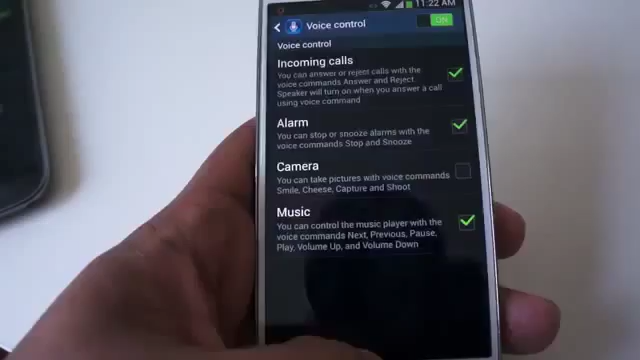 11:22 AM
Voice control
ON
Voice control
Incoming calls
You can answer or reject calls with the
voice commands Answer and Reject.
Speaker will turn on when you answer a call
using voice command
Alarm
You can stop or snooze alarms with the
voice commands Stop and Snooze
Camera
You can take pictures with voice commands
Smile, Cheese, Capture and Shoot
Music
You can control the music player with the
voice commands Next, Previous, Pause,
Play, Volume Up, and Volume Down